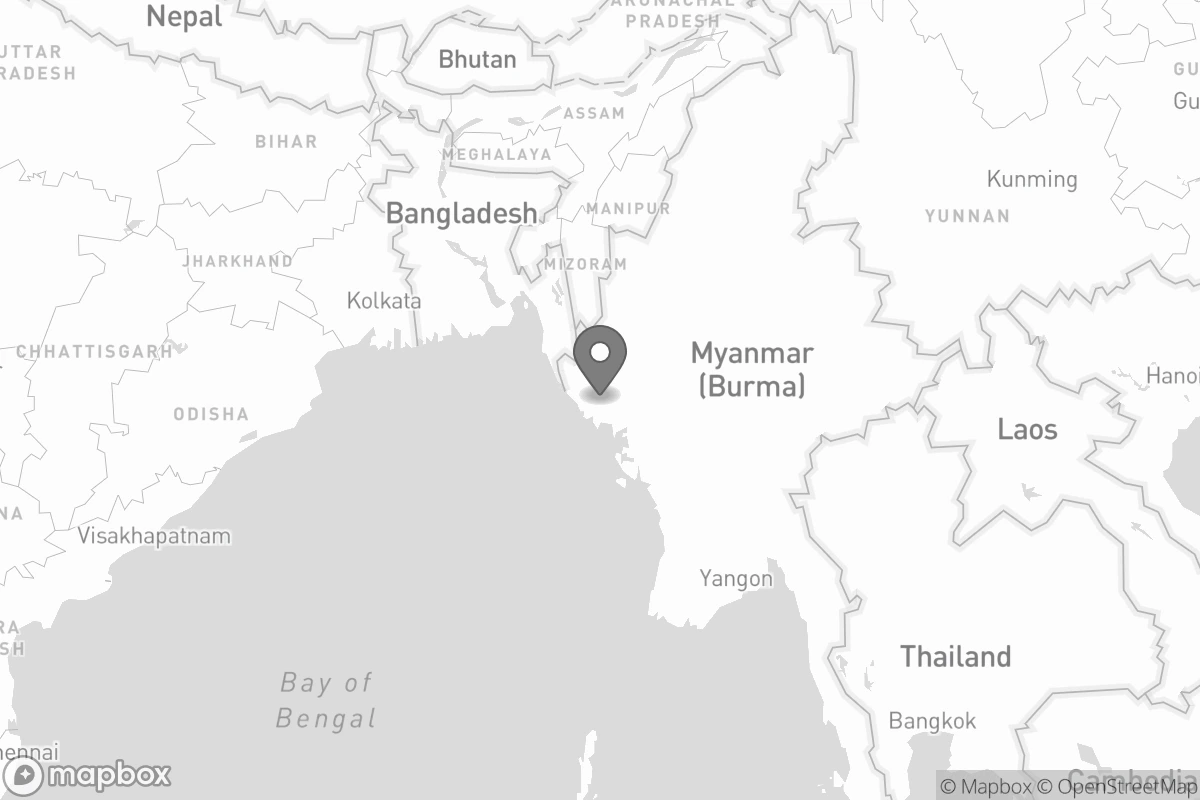 ARUNACHAL
PRADESH
Nepal
UTTAR
PRADESH
Bhutan
GU
Gu
ASSAM
BIHAR
MEGHALAYA
Kunming
Bangladesh
MANIPUR
YUNNAN
JHARKHAND
MIZORAM
Kolkata
CHHATTISGARH
Myanmar
(Burma)
Hanoi
ODISHA
Laos
NA
Visakhapatnam
Yangon
RA
SH
Thailand
Bay of
Bengal
Bangkok
hennai
mapbox
Cambodia
© Mapbox © OpenStreetMap